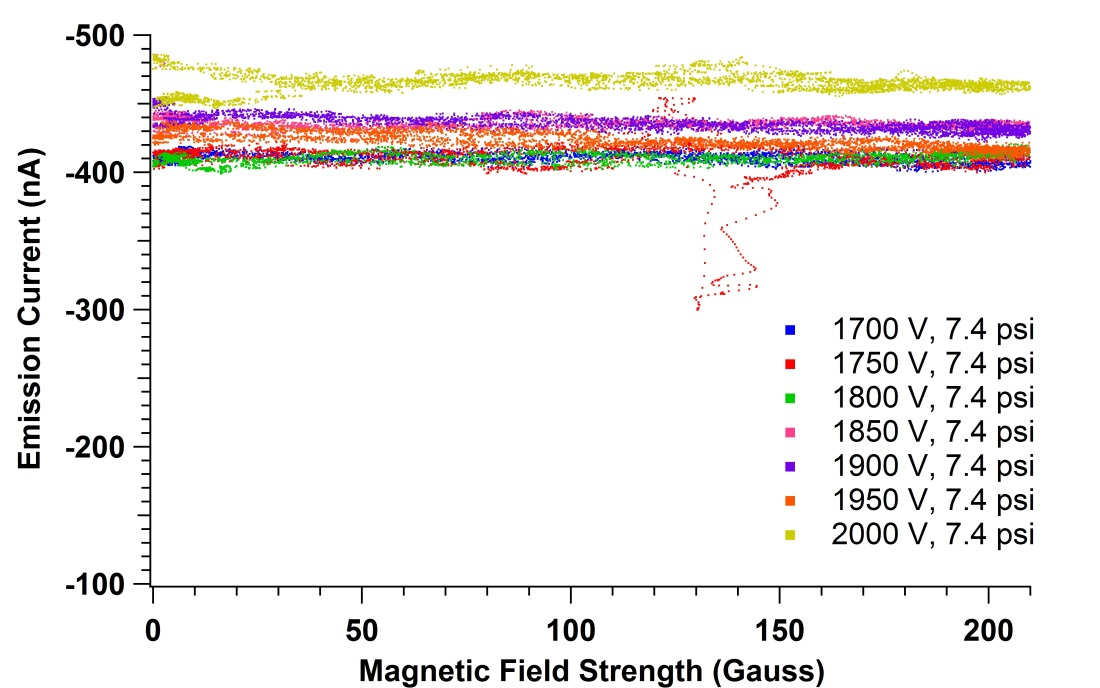 -500
-400
-300
-200
-100
Emission Current (nA)
1700 V, 7.4 psi
1750 V, 7.4 psi
1800 V, 7.4 psi
1850 V, 7.4 psi
1900 V, 7.4 psi
1950 V, 7.4 psi
2000 V, 7.4 psi
0 50 100 150 200
Magnetic Field Strength (Gauss)